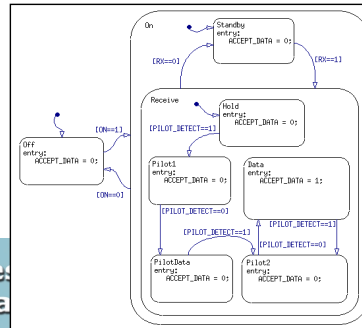 On
Standby
entry:
ACCEPT_DATA = 0;
[RX==0]
[RX==1]
Receive
Hold
entry:
ACCEPT_DATA = 0;
[ON==1]
[PILOT_DETECT==1]
Off
entry:
ACCEPT_DATA = 0;
Pilot1
entry:
ACCEPT_DATA = 0;
Data
entry:
ACCEPT_DATA = 1;
[ON==0]
[PILOT_DETECT==0]
[PILOT_DETECT==1]
[PILOT_DETECT==1]
[PILOT_DETECT==0]
PilotData
entry:
ACCEPT_DATA = 0;
Pilot2
entry:
ACCEPT_DATA = 0;